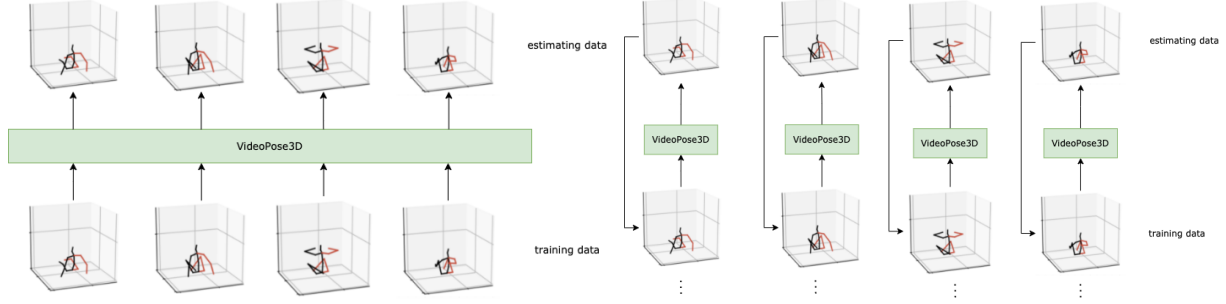 estimating data
VideoPose3D
training data
estimating data
VideoPose3D
VideoPose3D
VideoPose3D
VideoPose3D
training data